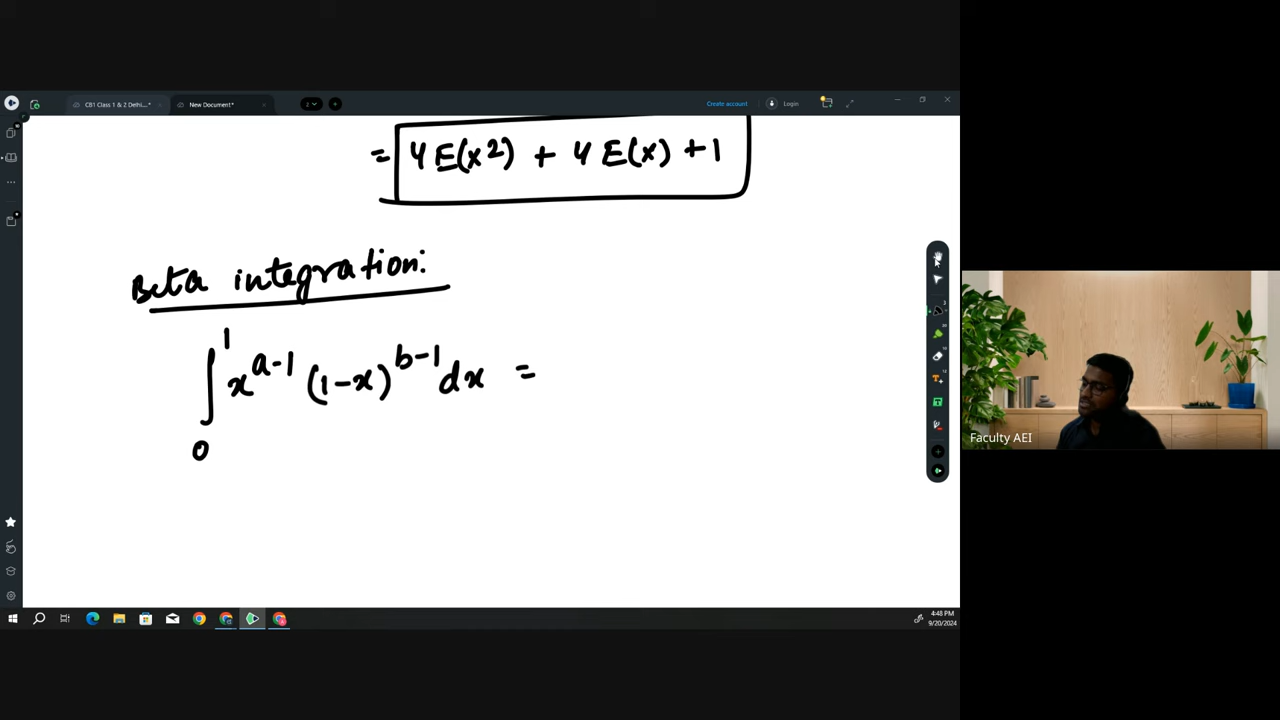 CB1 Class 1 & 2 Delhi...*
New Document*
2
Create account
Login
= 4E(x2) + 4E(x) + 1
Beta integration:
∫₀¹ x^{a-1} (1-x)^{b-1} dx =
Faculty AEI
4:48 PM
9/20/2024